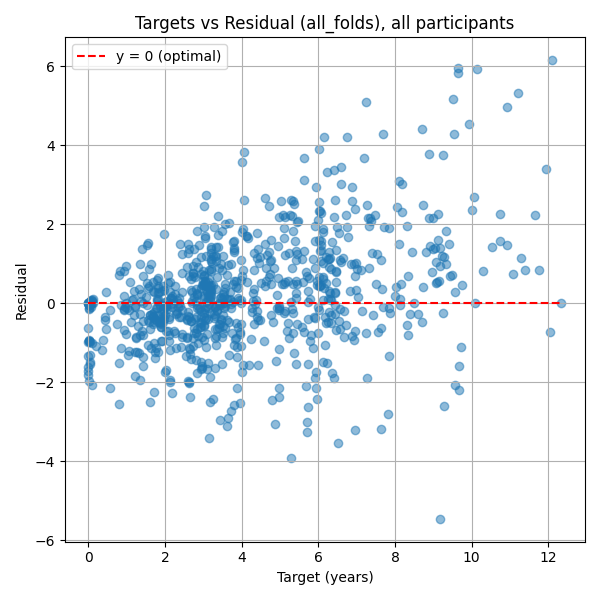 Targets vs Residual (all_folds), all participants
y = 0 (optimal)
6
4
2
0
−2
−4
−6
Residual
0 2 4 6 8 10 12
Target (years)